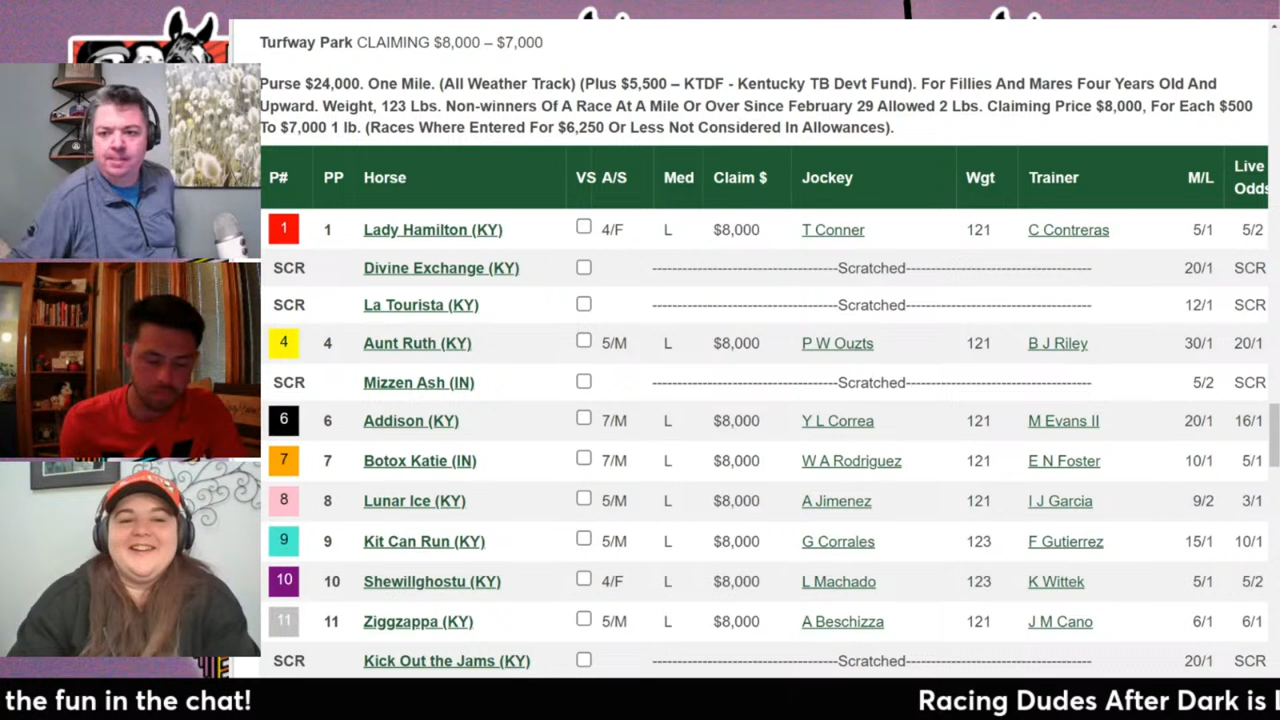 Turfway Park CLAIMING $8,000 – $7,000
Purse $24,000. One Mile. (All Weather Track) (Plus $5,500 – KTDF - Kentucky TB Devt Fund). For Fillies And Mares Four Years Old And
Upward. Weight, 123 Lbs. Non-winners Of A Race At A Mile Or Over Since February 29 Allowed 2 Lbs. Claiming Price $8,000, For Each $500
To $7,000 1 lb. (Races Where Entered For $6,250 Or Less Not Considered In Allowances).
P# PP Horse VS A/S Med Claim $ Jockey Wgt Trainer M/L Live Odds
1 1 Lady Hamilton (KY) 4/F L $8,000 T Conner 121 C Contreras 5/1 5/2
SCR Divine Exchange (KY) ---Scratched--- 20/1 SCR
SCR La Tourista (KY) ---Scratched--- 12/1 SCR
4 4 Aunt Ruth (KY) 5/M L $8,000 P W Ouzts 121 B J Riley 30/1 20/1
SCR Mizzen Ash (IN) ---Scratched--- 5/2 SCR
6 6 Addison (KY) 7/M L $8,000 Y L Correa 121 M Evans II 20/1 16/1
7 7 Botox Katie (IN) 7/M L $8,000 W A Rodriguez 121 E N Foster 10/1 5/1
8 8 Lunar Ice (KY) 5/M L $8,000 A Jimenez 121 I J Garcia 9/2 3/1
9 9 Kit Can Run (KY) 5/M L $8,000 G Corrales 123 F Gutierrez 15/1 10/1
10 10 Shewillghostu (KY) 4/F L $8,000 L Machado 123 K Wittek 5/1 5/2
11 11 Ziggzappa (KY) 5/M L $8,000 A Beschizza 121 J M Cano 6/1 6/1
SCR Kick Out the Jams (KY) ---Scratched--- 20/1 SCR
the fun in the chat! Racing Dudes After Dark is